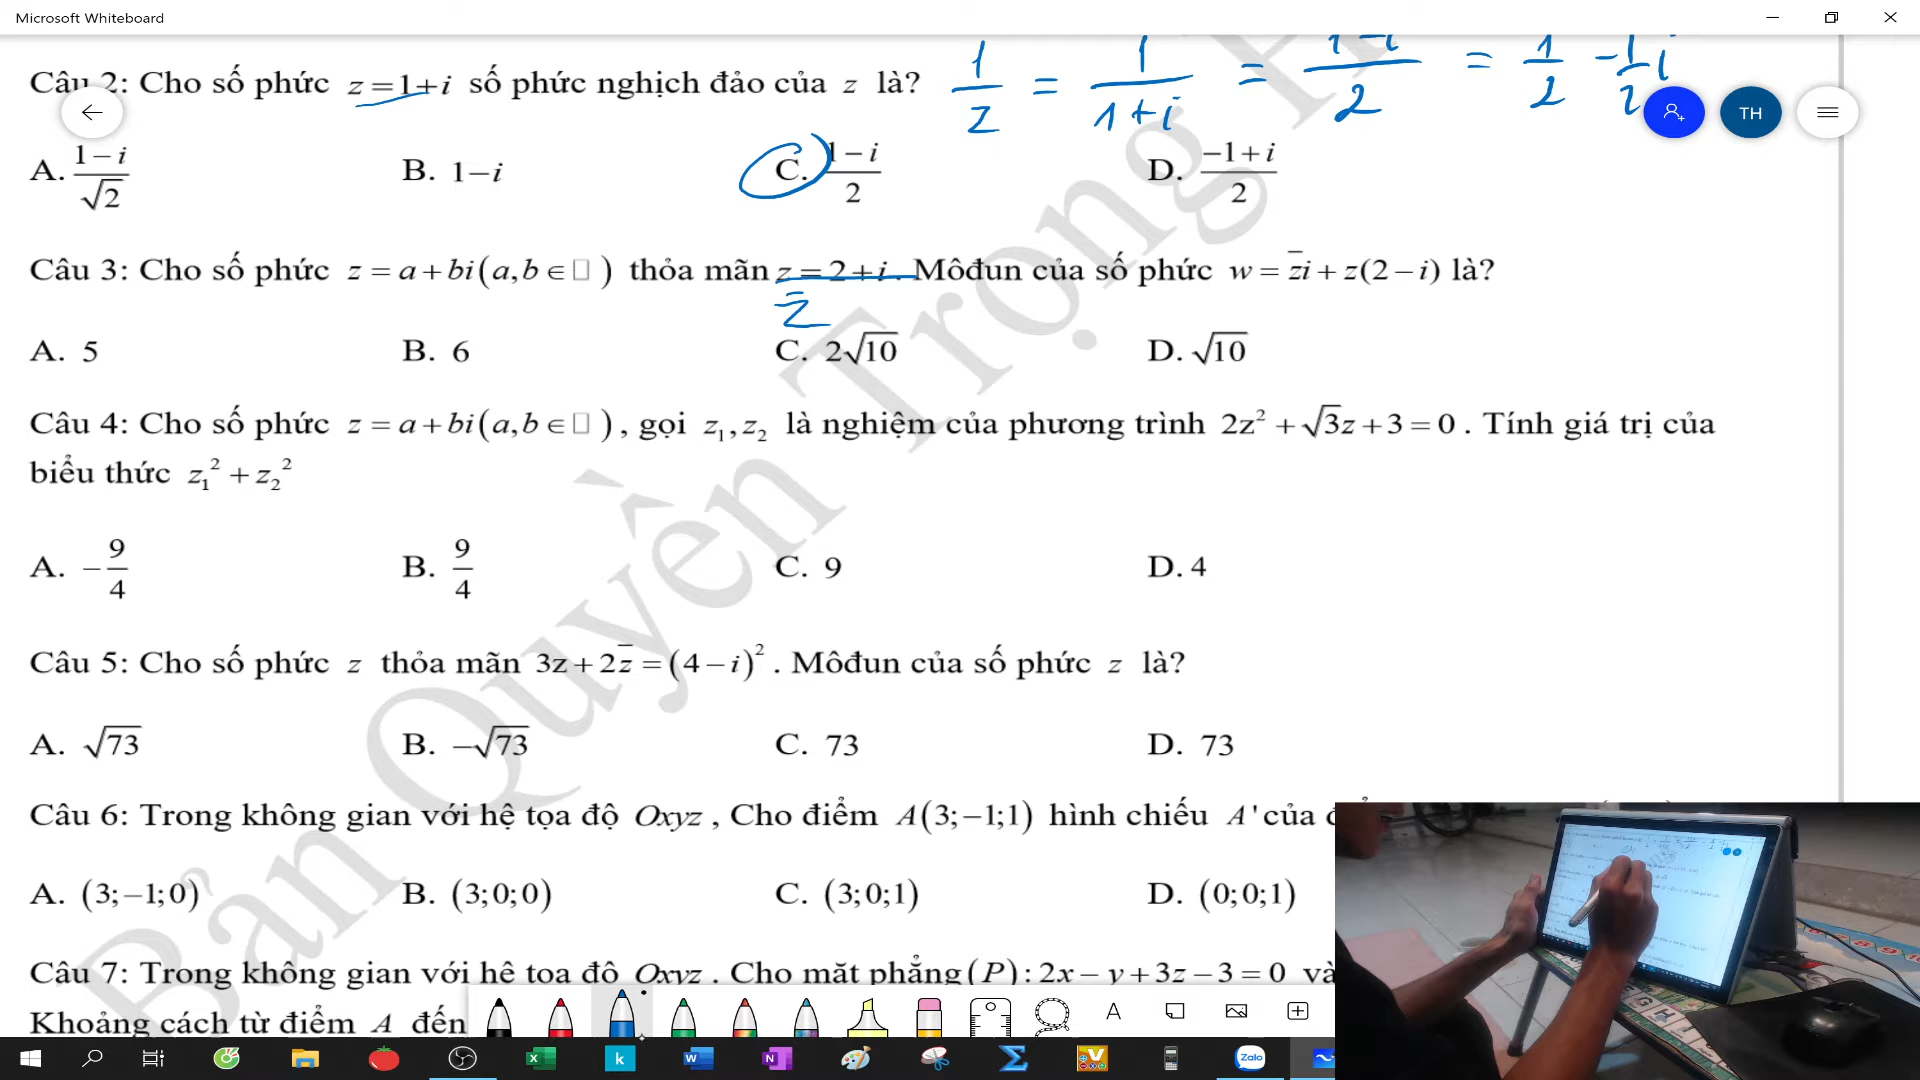 Microsoft Whiteboard
Câu 2: Cho số phức z=1+i số phức nghịch đảo của z là?
1/z = 1/(1+i) = (1-i)/2 = 1/2 - 1/2 i
TH
A. (1-i)/√2 B. 1-i C. (1-i)/2 D. (-1+i)/2
Câu 3: Cho số phức z = a+bi(a,b∈□) thỏa mãn z=2+i. Môđun của số phức w = z̄i+z(2-i) là?
z̄
A. 5 B. 6 C. 2√10 D. √10
Câu 4: Cho số phức z = a+bi(a,b∈□), gọi z₁,z₂ là nghiệm của phương trình 2z²+√3z+3=0. Tính giá trị của
biểu thức z₁²+z₂²
A. -9/4 B. 9/4 C. 9 D. 4
Câu 5: Cho số phức z thỏa mãn 3z+2z̄=(4-i)². Môđun của số phức z là?
A. √73 B. -√73 C. 73 D. 73
Câu 6: Trong không gian với hệ tọa độ Oxyz, Cho điểm A(3;-1;1) hình chiếu A' của
A. (3;-1;0) B. (3;0;0) C. (3;0;1) D. (0;0;1)
Câu 7: Trong không gian với hệ tọa độ Oxyz. Cho mặt phẳng (P):2x-y+3z-3=0 và
Khoảng cách từ điểm A đến
Bản Quyền Trọng
A
Zalo